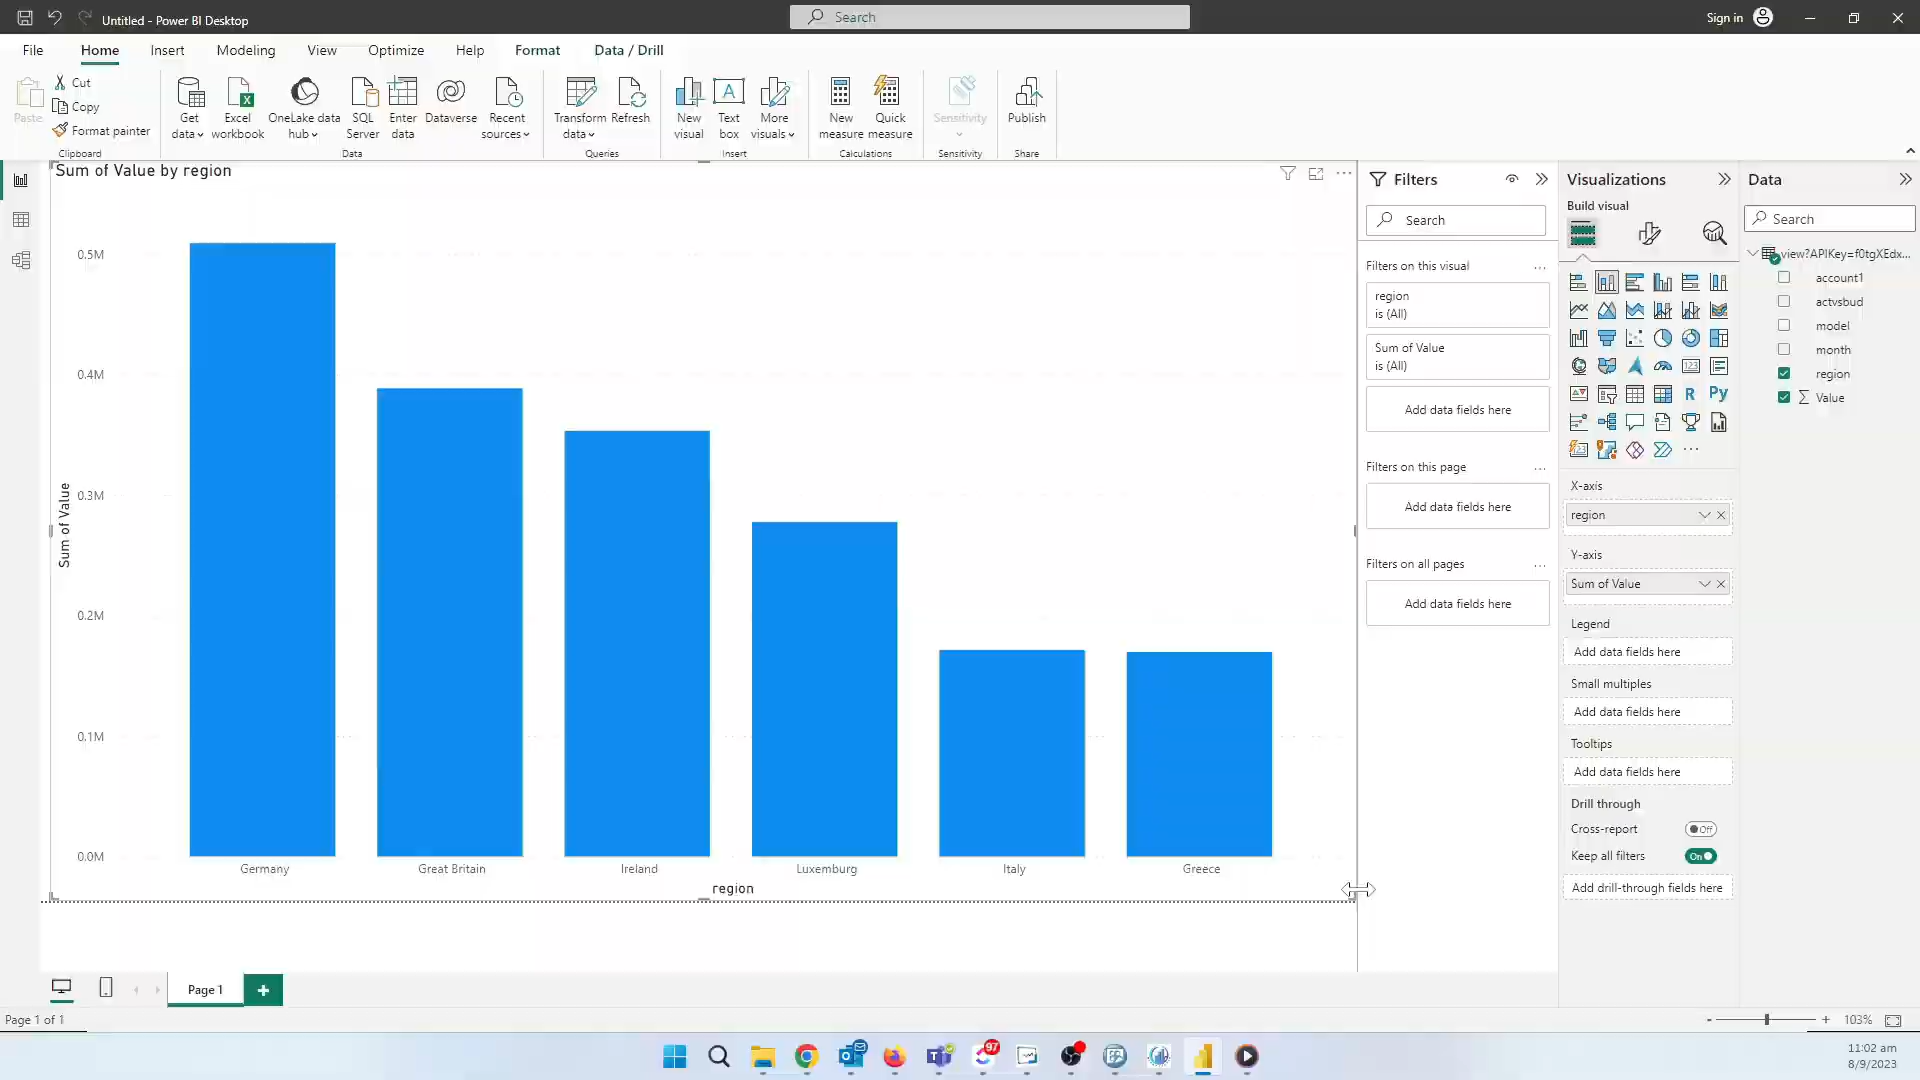 Untitled - Power BI Desktop
Search
Sign in
File
Home
Insert
Modeling
View
Optimize
Help
Format
Data / Drill
Paste
Cut
Copy
Format painter
Clipboard
Get data
Excel workbook
OneLake data hub
SQL Server
Enter data
Dataverse
Recent sources
Data
Transform data
Refresh
Queries
New visual
Text box
More visuals
Insert
New measure
Quick measure
Calculations
Sensitivity
Sensitivity
Publish
Share
Sum of Value by region
Sum of Value
0.5M
0.4M
0.3M
0.2M
0.1M
0.0M
Germany
Great Britain
Ireland
Luxemburg
Italy
Greece
region
Filters
Search
Filters on this visual
region
is (All)
Sum of Value
is (All)
Add data fields here
Filters on this page
Add data fields here
Filters on all pages
Add data fields here
Visualizations
Build visual
123
R
Py
X-axis
region
Y-axis
Sum of Value
Legend
Add data fields here
Small multiples
Add data fields here
Tooltips
Add data fields here
Drill through
Cross-report
Off
Keep all filters
On
Add drill-through fields here
Data
Search
view?APIKey=f0tgXEdx...
account1
actvsbud
model
month
region
Value
Page 1
Page 1 of 1
103%
97
11:02 am
8/9/2023